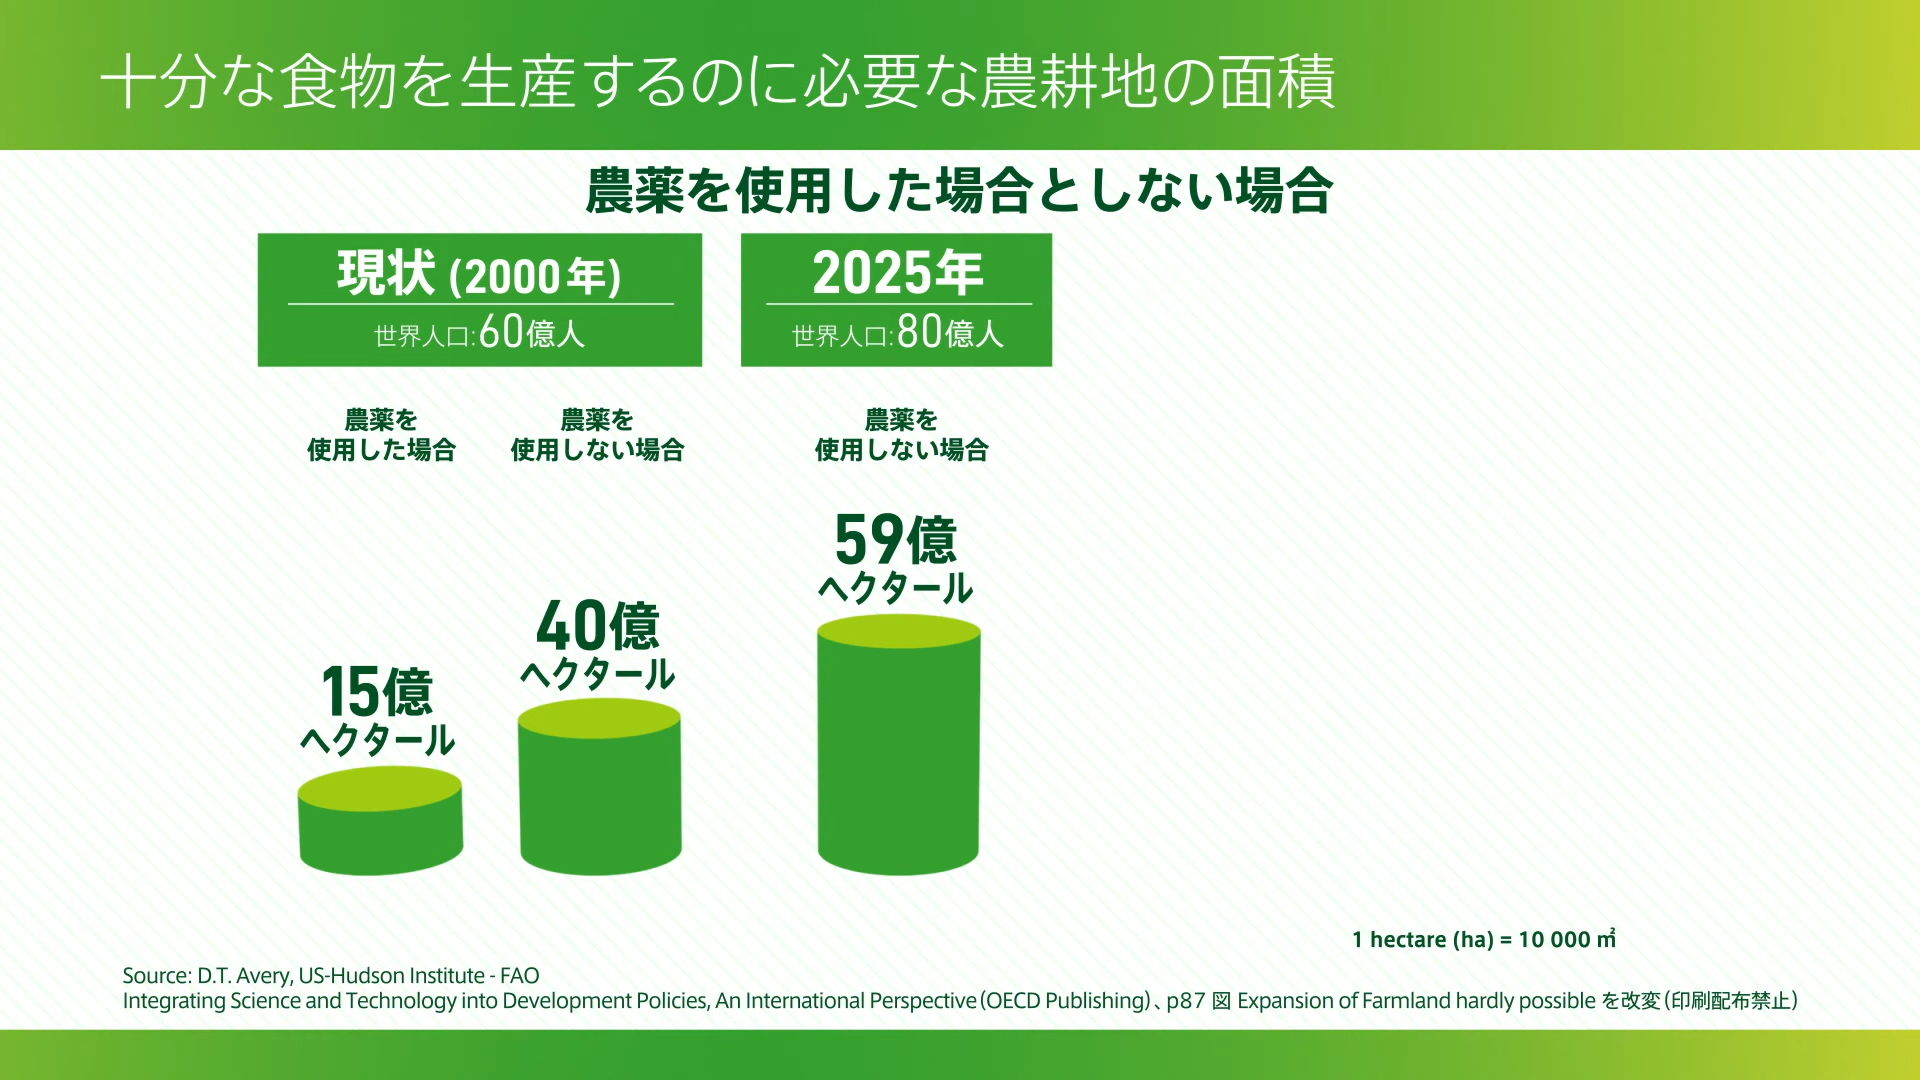 十分な食物を生産するのに必要な農耕地の面積
農薬を使用した場合としない場合
現状 (2000年)
世界人口:60億人
2025年
世界人口:80億人
農薬を
使用した場合
農薬を
使用しない場合
農薬を
使用しない場合
15億
ヘクタール
40億
ヘクタール
59億
ヘクタール
1 hectare (ha) = 10 000 ㎡
Source: D.T. Avery, US-Hudson Institute - FAO
Integrating Science and Technology into Development Policies, An International Perspective(OECD Publishing)、p87 図 Expansion of Farmland hardly possible を改変(印刷配布禁止)